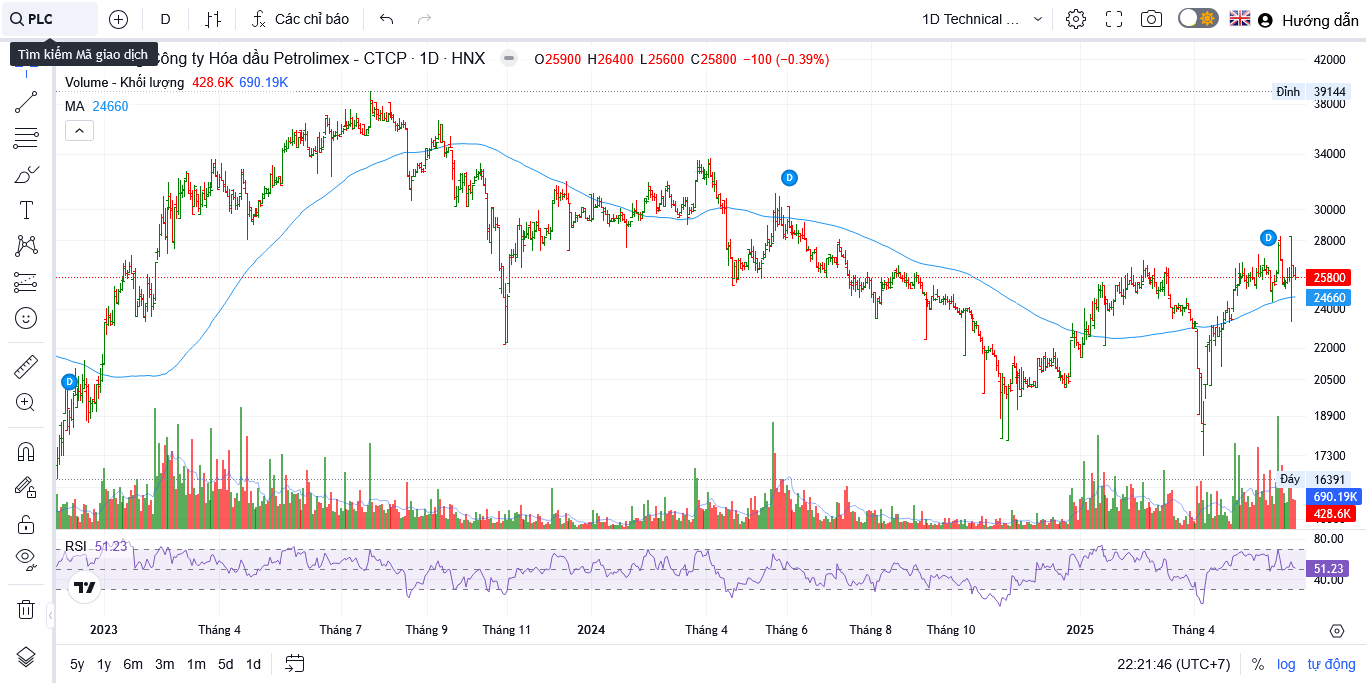 PLC
D
Các chỉ báo
1D Technical ...
Hướng dẫn
Tìm kiếm Mã giao dịch
Công ty Hóa dầu Petrolimex - CTCP · 1D · HNX
O25900 H26400 L25600 C25800 −100 (−0.39%)
Volume - Khối lượng 428.6K 690.19K
MA 24660
42000
Đỉnh 39144
38000
34000
30000
28000
25800
24660
24000
22000
20500
18900
17300
Đáy 16391
690.19K
428.6K
D
D
D
RSI 51.23
80.00
51.23
40.00
2023 Tháng 4 Tháng 7 Tháng 9 Tháng 11 2024 Tháng 4 Tháng 6 Tháng 8 Tháng 10 2025 Tháng 4
5y 1y 6m 3m 1m 5d 1d
22:21:46 (UTC+7) % log tự động